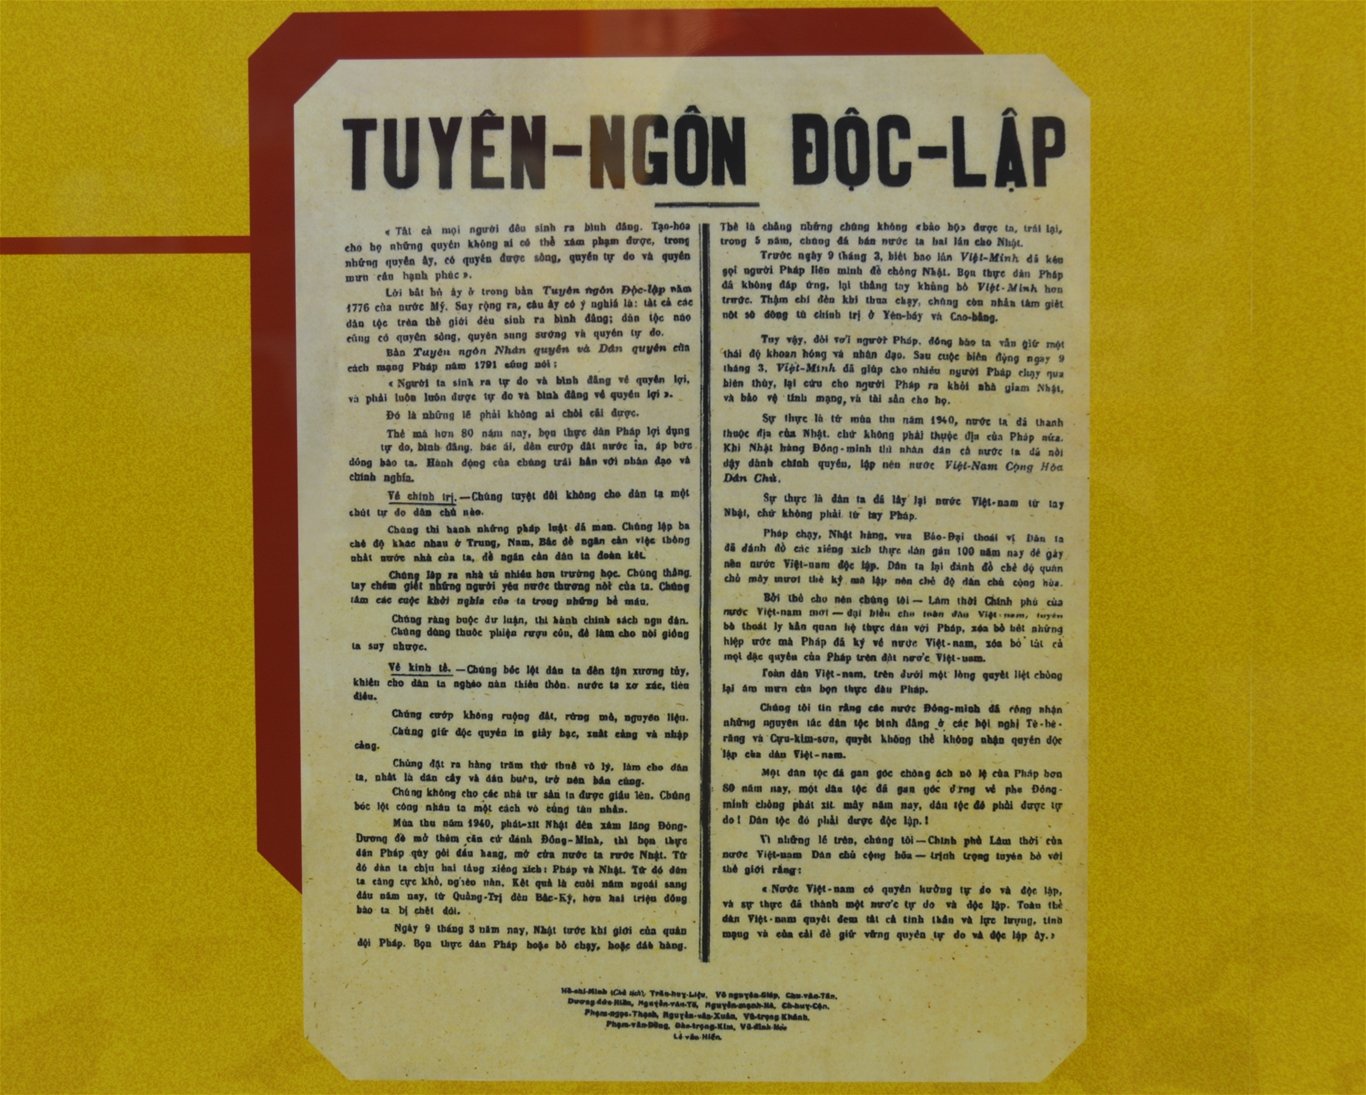 TUYÊN-NGÔN ĐỘC-LẬP
« Tất cả mọi người đều sinh ra bình đẳng. Tạo-hóa
cho họ những quyền không ai có thể xâm phạm được, trong
những quyền ấy, có quyền được sống, quyền tự do và quyền
mưu cầu hạnh phúc ».
Lời bất hủ ấy ở trong bản Tuyên ngôn Độc-lập năm
1776 của nước Mỹ. Suy rộng ra, câu ấy có ý nghĩa là: tất cả các
dân tộc trên thế giới đều sinh ra bình đẳng; dân tộc nào
cũng có quyền sống, quyền sung sướng và quyền tự do.
Bản Tuyên ngôn Nhân quyền và Dân quyền của
cách mạng Pháp năm 1791 cũng nói:
« Người ta sinh ra tự do và bình đẳng về quyền lợi,
và phải luôn luôn được tự do và bình đẳng về quyền lợi ».
Đó là những lẽ phải không ai chối cãi được.
Thế mà hơn 80 năm nay, bọn thực dân Pháp lợi dụng
tự do, bình đẳng, bác ái, đến cướp đất nước ta, áp bức
đồng bào ta. Hành động của chúng trái hẳn với nhân đạo và
chính nghĩa.
Về chính trị. — Chúng tuyệt đối không cho dân ta một
chút tự do dân chủ nào.
Chúng thi hành những pháp luật dã man. Chúng lập ba
chế độ khác nhau ở Trung, Nam, Bắc để ngăn cản việc thống
nhất nước nhà của ta, để ngăn cản dân ta đoàn kết.
Chúng lập ra nhà tù nhiều hơn trường học. Chúng thẳng
tay chém giết những người yêu nước thương nòi của ta. Chúng
tắm các cuộc khởi nghĩa của ta trong những bể máu.
Chúng ràng buộc dư luận, thi hành chính sách ngu dân.
Chúng dùng thuốc phiện rượu cồn, để làm cho nòi giống
ta suy nhược.
Về kinh tế. — Chúng bóc lột dân ta đến tận xương tủy,
khiến cho dân ta nghèo nàn thiếu thốn, nước ta xơ xác, tiêu
điều.
Chúng cướp không ruộng đất, rừng mỏ, nguyên liệu.
Chúng giữ độc quyền in giấy bạc, xuất cảng và nhập
cảng.
Chúng đặt ra hàng trăm thứ thuế vô lý, làm cho dân
ta, nhất là dân cầy và dân buôn, trở nên bần cùng.
Chúng không cho các nhà tư sản ta được giầu lên. Chúng
bóc lột công nhân ta một cách vô cùng tàn nhẫn.
Mùa thu năm 1940, phát-xít Nhật đến xâm lăng Đông-
Dương để mở thêm căn cứ đánh Đồng-Minh, thì bọn thực
dân Pháp quỳ gối đầu hàng, mở cửa nước ta rước Nhật. Từ
đó dân ta chịu hai tầng xiềng xích: Pháp và Nhật. Từ đó dân
ta càng cực khổ, nghèo nàn. Kết quả là cuối năm ngoái sang
đầu năm nay, từ Quảng-Trị đến Bắc-Kỳ, hơn hai triệu đồng
bào ta bị chết đói.
Ngày 9 tháng 3 năm nay, Nhật tước khí giới của quân
đội Pháp. Bọn thực dân Pháp hoặc bỏ chạy, hoặc đầu hàng.
Thế là chẳng những chúng không «bảo hộ» được ta, trái lại,
trong 5 năm, chúng đã bán nước ta hai lần cho Nhật.
Trước ngày 9 tháng 3, biết bao lần Việt-Minh đã kêu
gọi người Pháp liên minh để chống Nhật. Bọn thực dân Pháp
đã không đáp ứng, lại thẳng tay khủng bố Việt-Minh hơn
trước. Thậm chí đến khi thua chạy, chúng còn nhẫn tâm giết
nốt số đông tù chính trị ở Yên-báy và Cao-bằng.
Tuy vậy, đối với người Pháp, đồng bào ta vẫn giữ một
thái độ khoan hồng và nhân đạo. Sau cuộc biến động ngày 9
tháng 3, Việt-Minh đã giúp cho nhiều người Pháp chạy qua
biên thùy, lại cứu cho người Pháp ra khỏi nhà giam Nhật,
và bảo vệ tính mạng, và tài sản cho họ.
Sự thực là từ mùa thu năm 1940, nước ta đã thành
thuộc địa của Nhật, chứ không phải thuộc địa của Pháp nữa.
Khi Nhật hàng Đồng-minh thì nhân dân cả nước ta đã nổi
dậy dành chính quyền, lập nên nước Việt-Nam Cộng Hòa
Dân Chủ.
Sự thực là dân ta đã lấy lại nước Việt-nam từ tay
Nhật, chứ không phải từ tay Pháp.
Pháp chạy, Nhật hàng, vua Bảo-Đại thoái vị. Dân ta
đã đánh đổ các xiềng xích thực dân gần 100 năm nay để gây
nên nước Việt-nam độc lập. Dân ta lại đánh đổ chế độ quân
chủ mấy mươi thế kỷ mà lập nên chế độ dân chủ cộng hòa.
Bởi thế cho nên chúng tôi — Lâm thời Chính phủ của
nước Việt-nam mới — đại biểu cho toàn dân Việt-nam, tuyên
bố thoát ly hẳn quan hệ thực dân với Pháp, xóa bỏ hết những
hiệp ước mà Pháp đã ký về nước Việt-nam, xóa bỏ tất cả
mọi đặc quyền của Pháp trên đất nước Việt-nam.
Toàn dân Việt-nam, trên dưới một lòng quyết liệt chống
lại âm mưu của bọn thực dân Pháp.
Chúng tôi tin rằng các nước Đồng-minh đã công nhận
những nguyên tắc dân tộc bình đẳng ở các hội nghị Tê-hê-
răng và Cựu-kim-sơn, quyết không thể không nhận quyền độc
lập của dân Việt-nam.
Một dân tộc đã gan góc chống ách nô lệ của Pháp hơn
80 năm nay, một dân tộc đã gan góc đứng về phe Đồng-
minh chống phát xít mấy năm nay, dân tộc đó phải được tự
do! Dân tộc đó phải được độc lập!
Vì những lẽ trên, chúng tôi — Chính phủ Lâm thời của
nước Việt-nam Dân chủ cộng hòa — trịnh trọng tuyên bố với
thế giới rằng:
« Nước Việt-nam có quyền hưởng tự do và độc lập,
và sự thực đã thành một nước tự do và độc lập. Toàn thể
dân Việt-nam quyết đem tất cả tinh thần và lực lượng, tính
mạng và của cải để giữ vững quyền tự do và độc lập ấy.»
Hồ-chí-Minh (Chủ tịch), Trần-huy-Liệu, Võ nguyên-Giáp, Chu-văn-Tấn,
Dương đức-Hiền, Nguyễn-văn-Tố, Nguyễn-mạnh-Hà, Cù-huy-Cận,
Phạm-ngọc-Thạch, Nguyễn-văn-Xuân, Vũ-trọng Khánh,
Phạm-văn-Đồng, Đào-trọng-Kim, Vũ-đình-Hòe
Lê văn-Hiến.